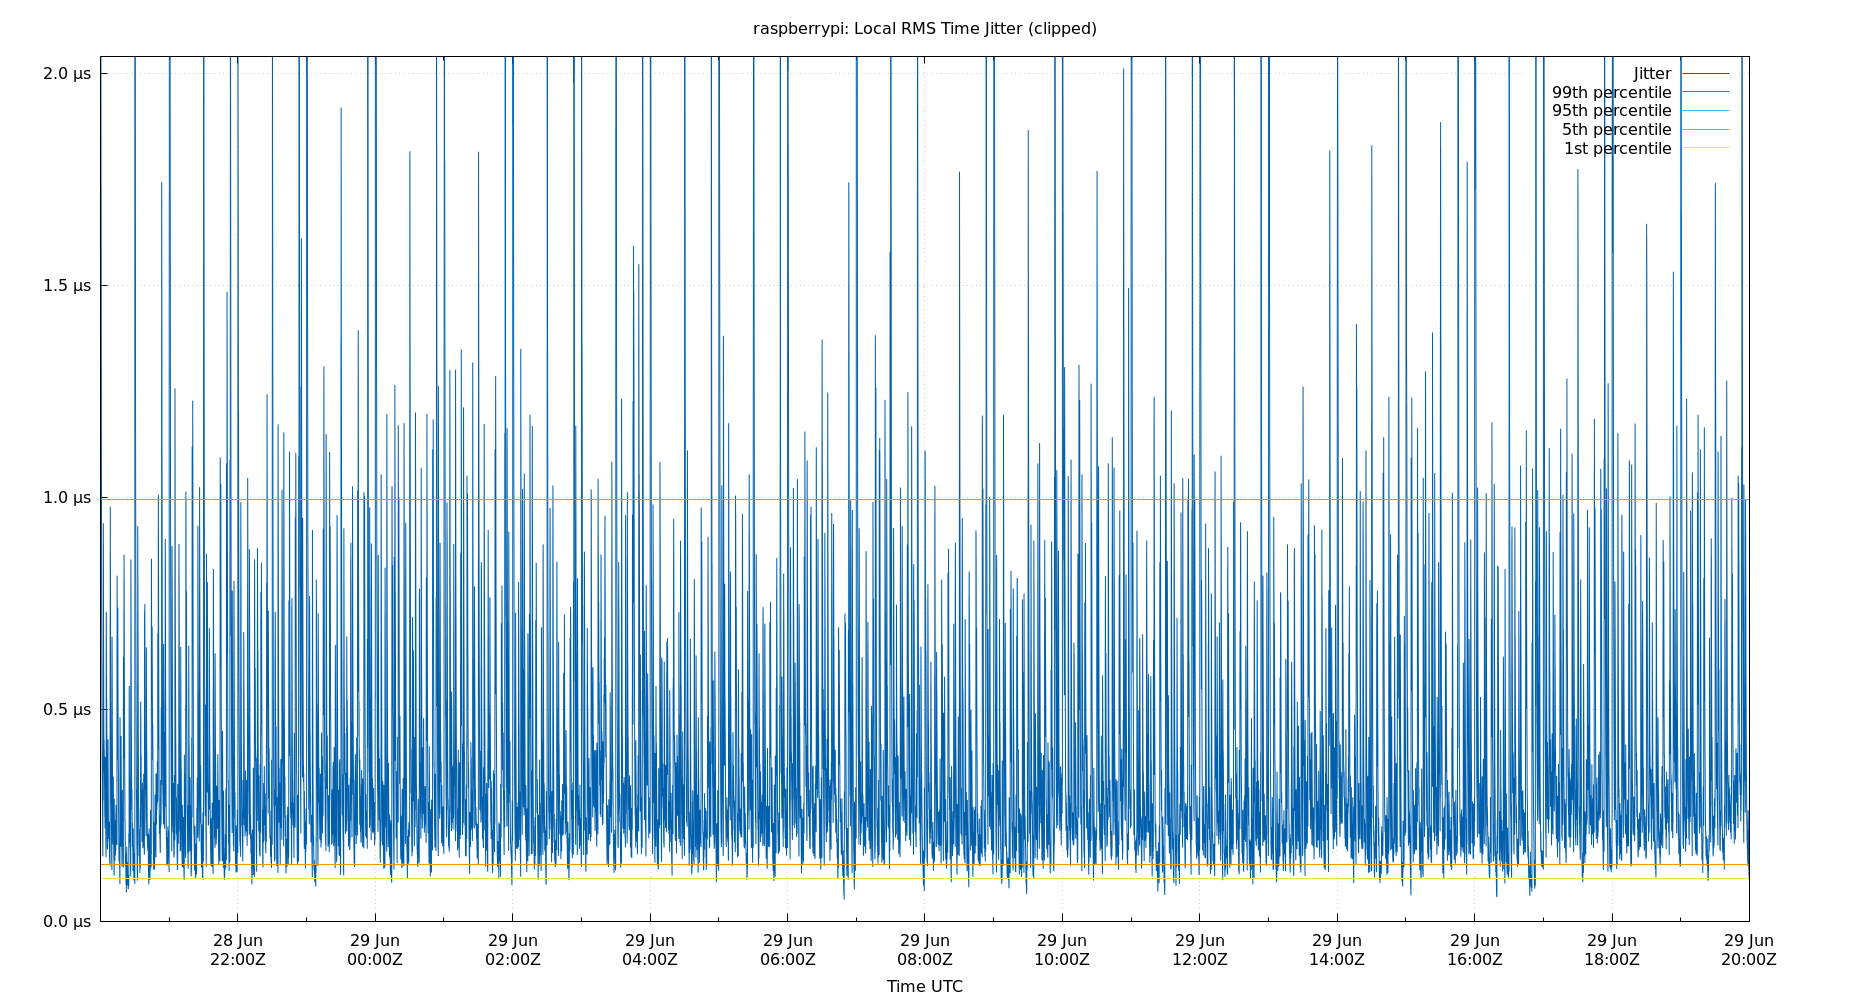 raspberrypi: Local RMS Time Jitter (clipped)
2.0 μs
1.5 μs
1.0 μs
0.5 μs
0.0 μs
Jitter
99th percentile
95th percentile
5th percentile
1st percentile
28 Jun 29 Jun 29 Jun 29 Jun 29 Jun 29 Jun 29 Jun 29 Jun 29 Jun 29 Jun 29 Jun 29 Jun
22:00Z 00:00Z 02:00Z 04:00Z 06:00Z 08:00Z 10:00Z 12:00Z 14:00Z 16:00Z 18:00Z 20:00Z
Time UTC